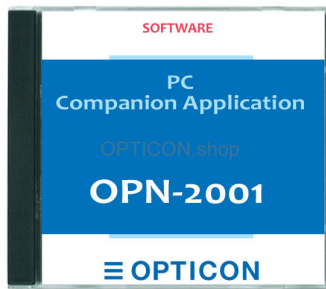 SOFTWARE
PC
Companion Application
OPTICON.shop
OPN-2001
OPTICON